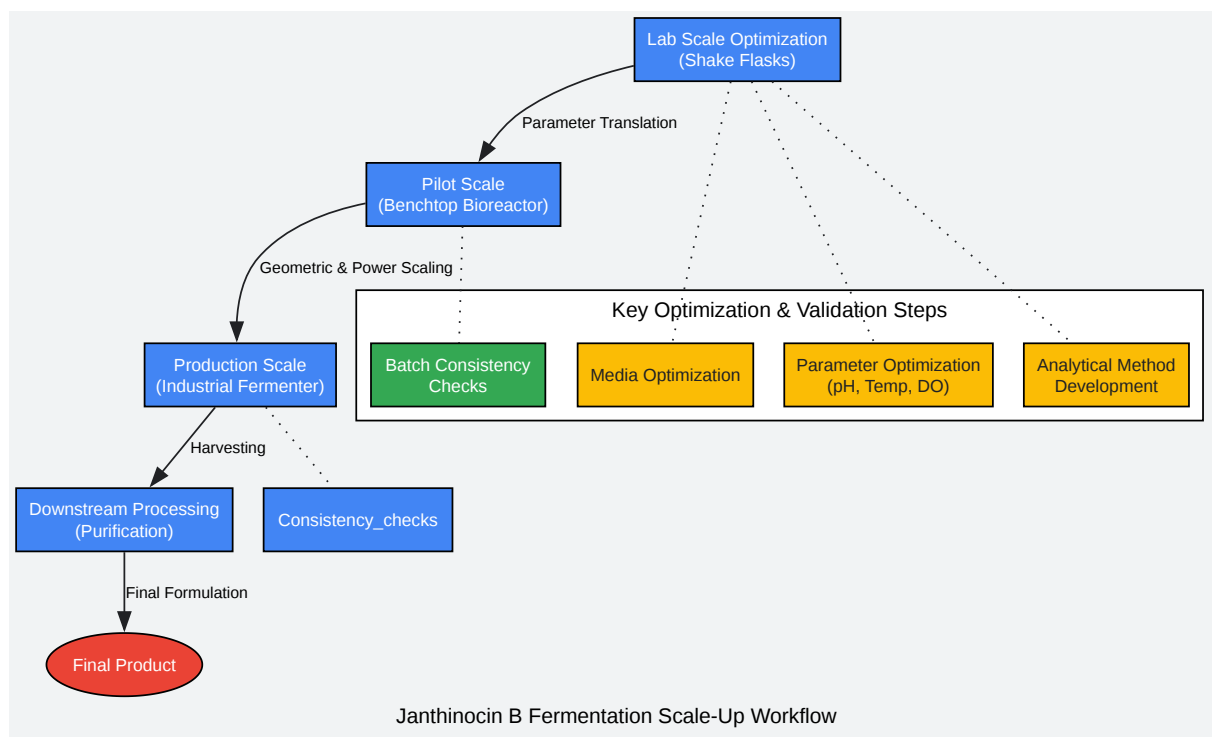 Lab Scale Optimization
(Shake Flasks)
Parameter Translation
Pilot Scale
(Benchtop Bioreactor)
Geometric & Power Scaling
Key Optimization & Validation Steps
Production Scale
(Industrial Fermenter)
Batch Consistency
Checks
Media Optimization
Parameter Optimization
(pH, Temp, DO)
Analytical Method
Development
Harvesting
Downstream Processing
(Purification)
Consistency_checks
Final Formulation
Final Product
Janthinocin B Fermentation Scale-Up Workflow